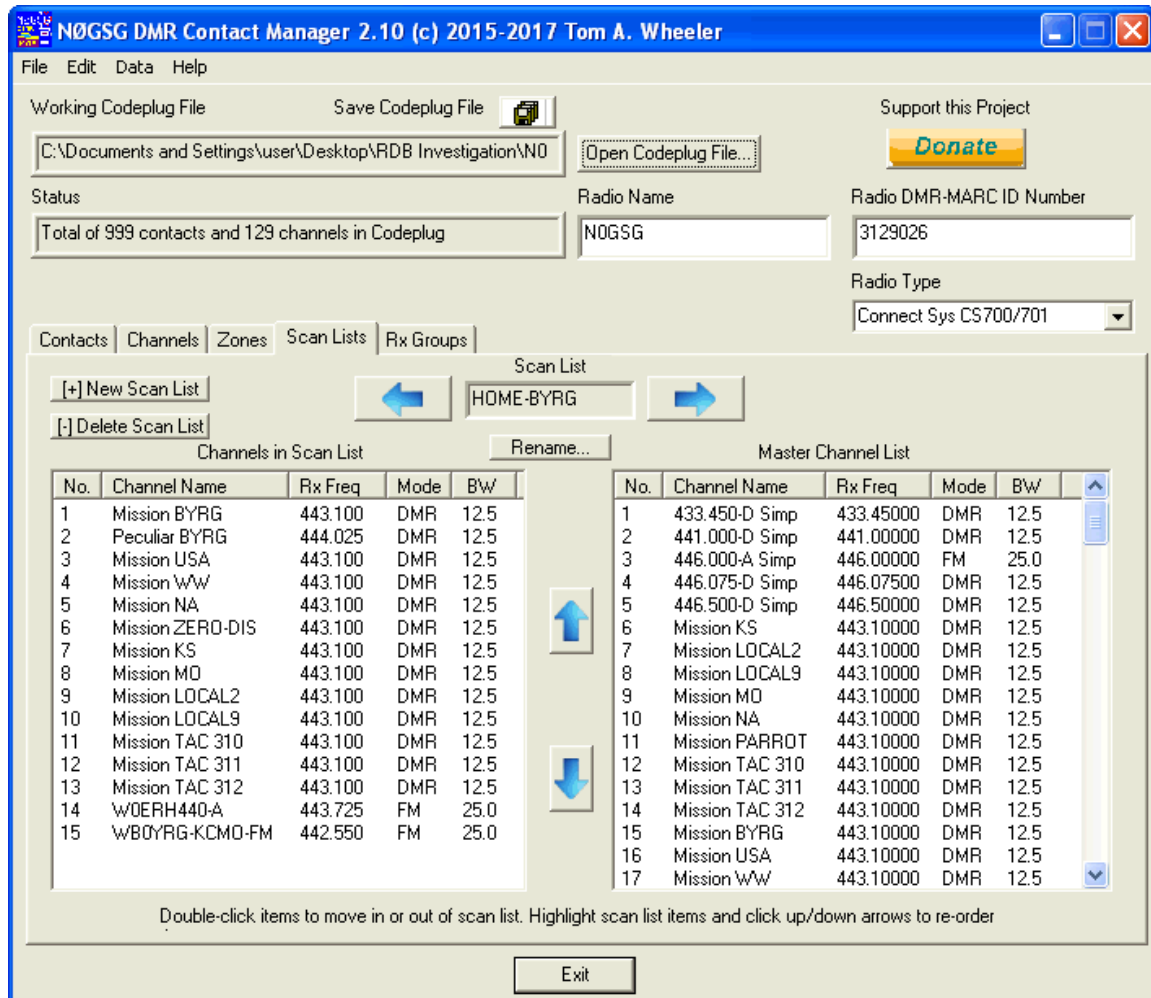 NØGSG DMR Contact Manager 2.10 (c) 2015-2017 Tom A. Wheeler
File Edit Data Help
Working Codeplug File Save Codeplug File Support this Project
C:\Documents and Settings\user\Desktop\RDB Investigation\N0 Open Codeplug File... Donate
Status Radio Name Radio DMR-MARC ID Number
Total of 999 contacts and 129 channels in Codeplug N0GSG 3129026
Radio Type
Connect Sys CS700/701
Contacts Channels Zones Scan Lists Rx Groups
Scan List
[+] New Scan List HOME-BYRG
[-] Delete Scan List
Channels in Scan List Rename... Master Channel List
No. Channel Name Rx Freq Mode BW No. Channel Name Rx Freq Mode BW
1 Mission BYRG 443.100 DMR 12.5 1 433.450-D Simp 433.45000 DMR 12.5
2 Peculiar BYRG 444.025 DMR 12.5 2 441.000-D Simp 441.00000 DMR 12.5
3 Mission USA 443.100 DMR 12.5 3 446.000-A Simp 446.00000 FM 25.0
4 Mission WW 443.100 DMR 12.5 4 446.075-D Simp 446.07500 DMR 12.5
5 Mission NA 443.100 DMR 12.5 5 446.500-D Simp 446.50000 DMR 12.5
6 Mission ZERO-DIS 443.100 DMR 12.5 6 Mission KS 443.10000 DMR 12.5
7 Mission KS 443.100 DMR 12.5 7 Mission LOCAL2 443.10000 DMR 12.5
8 Mission MO 443.100 DMR 12.5 8 Mission LOCAL9 443.10000 DMR 12.5
9 Mission LOCAL2 443.100 DMR 12.5 9 Mission MO 443.10000 DMR 12.5
10 Mission LOCAL9 443.100 DMR 12.5 10 Mission NA 443.10000 DMR 12.5
11 Mission TAC 310 443.100 DMR 12.5 11 Mission PARROT 443.10000 DMR 12.5
12 Mission TAC 311 443.100 DMR 12.5 12 Mission TAC 310 443.10000 DMR 12.5
13 Mission TAC 312 443.100 DMR 12.5 13 Mission TAC 311 443.10000 DMR 12.5
14 W0ERH440-A 443.725 FM 25.0 14 Mission TAC 312 443.10000 DMR 12.5
15 WB0YRG-KCMO-FM 442.550 FM 25.0 15 Mission BYRG 443.10000 DMR 12.5
16 Mission USA 443.10000 DMR 12.5
17 Mission WW 443.10000 DMR 12.5
Double-click items to move in or out of scan list. Highlight scan list items and click up/down arrows to re-order
Exit